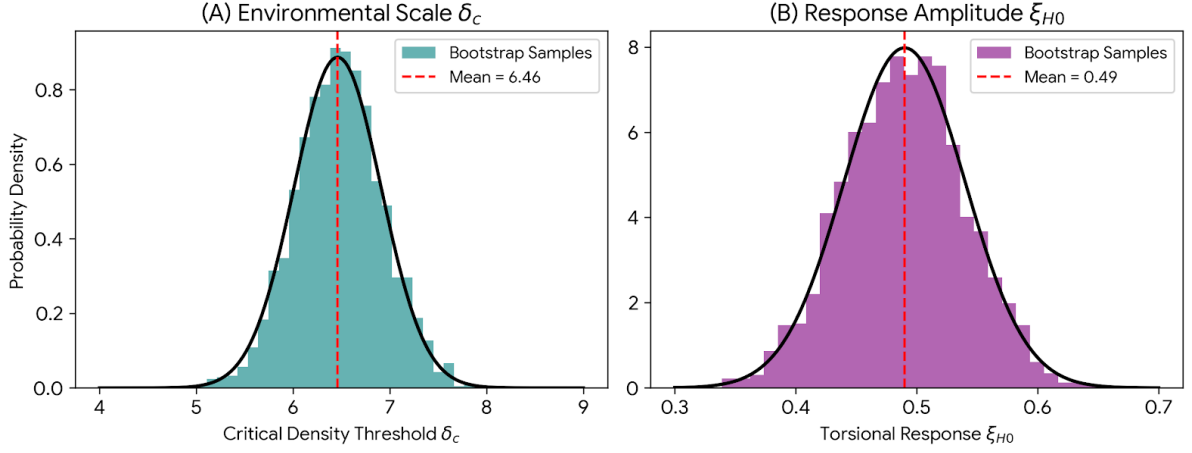 (A) Environmental Scale δc
Bootstrap Samples
Mean = 6.46
Probability Density
0.8
0.6
0.4
0.2
0.0
4 5 6 7 8 9
Critical Density Threshold δc
(B) Response Amplitude ξH0
Bootstrap Samples
Mean = 0.49
8
6
4
2
0
0.3 0.4 0.5 0.6 0.7
Torsional Response ξH0